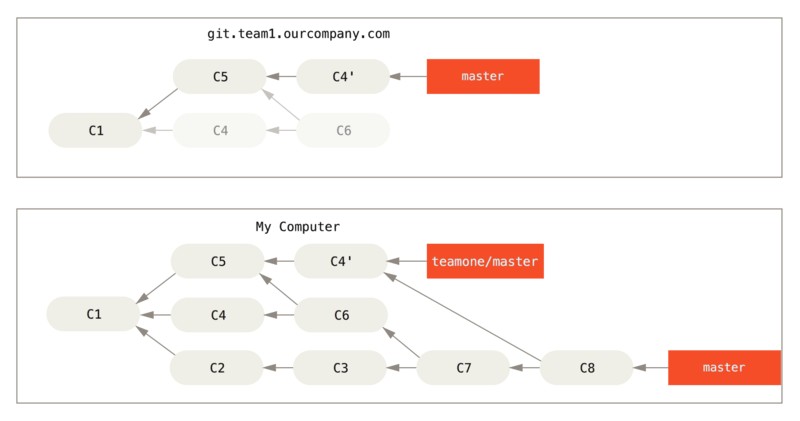 git.team1.ourcompany.com
C5
C4'
master
C1
C4
C6
My Computer
C5
C4'
teamone/master
C1
C4
C6
C2
C3
C7
C8
master